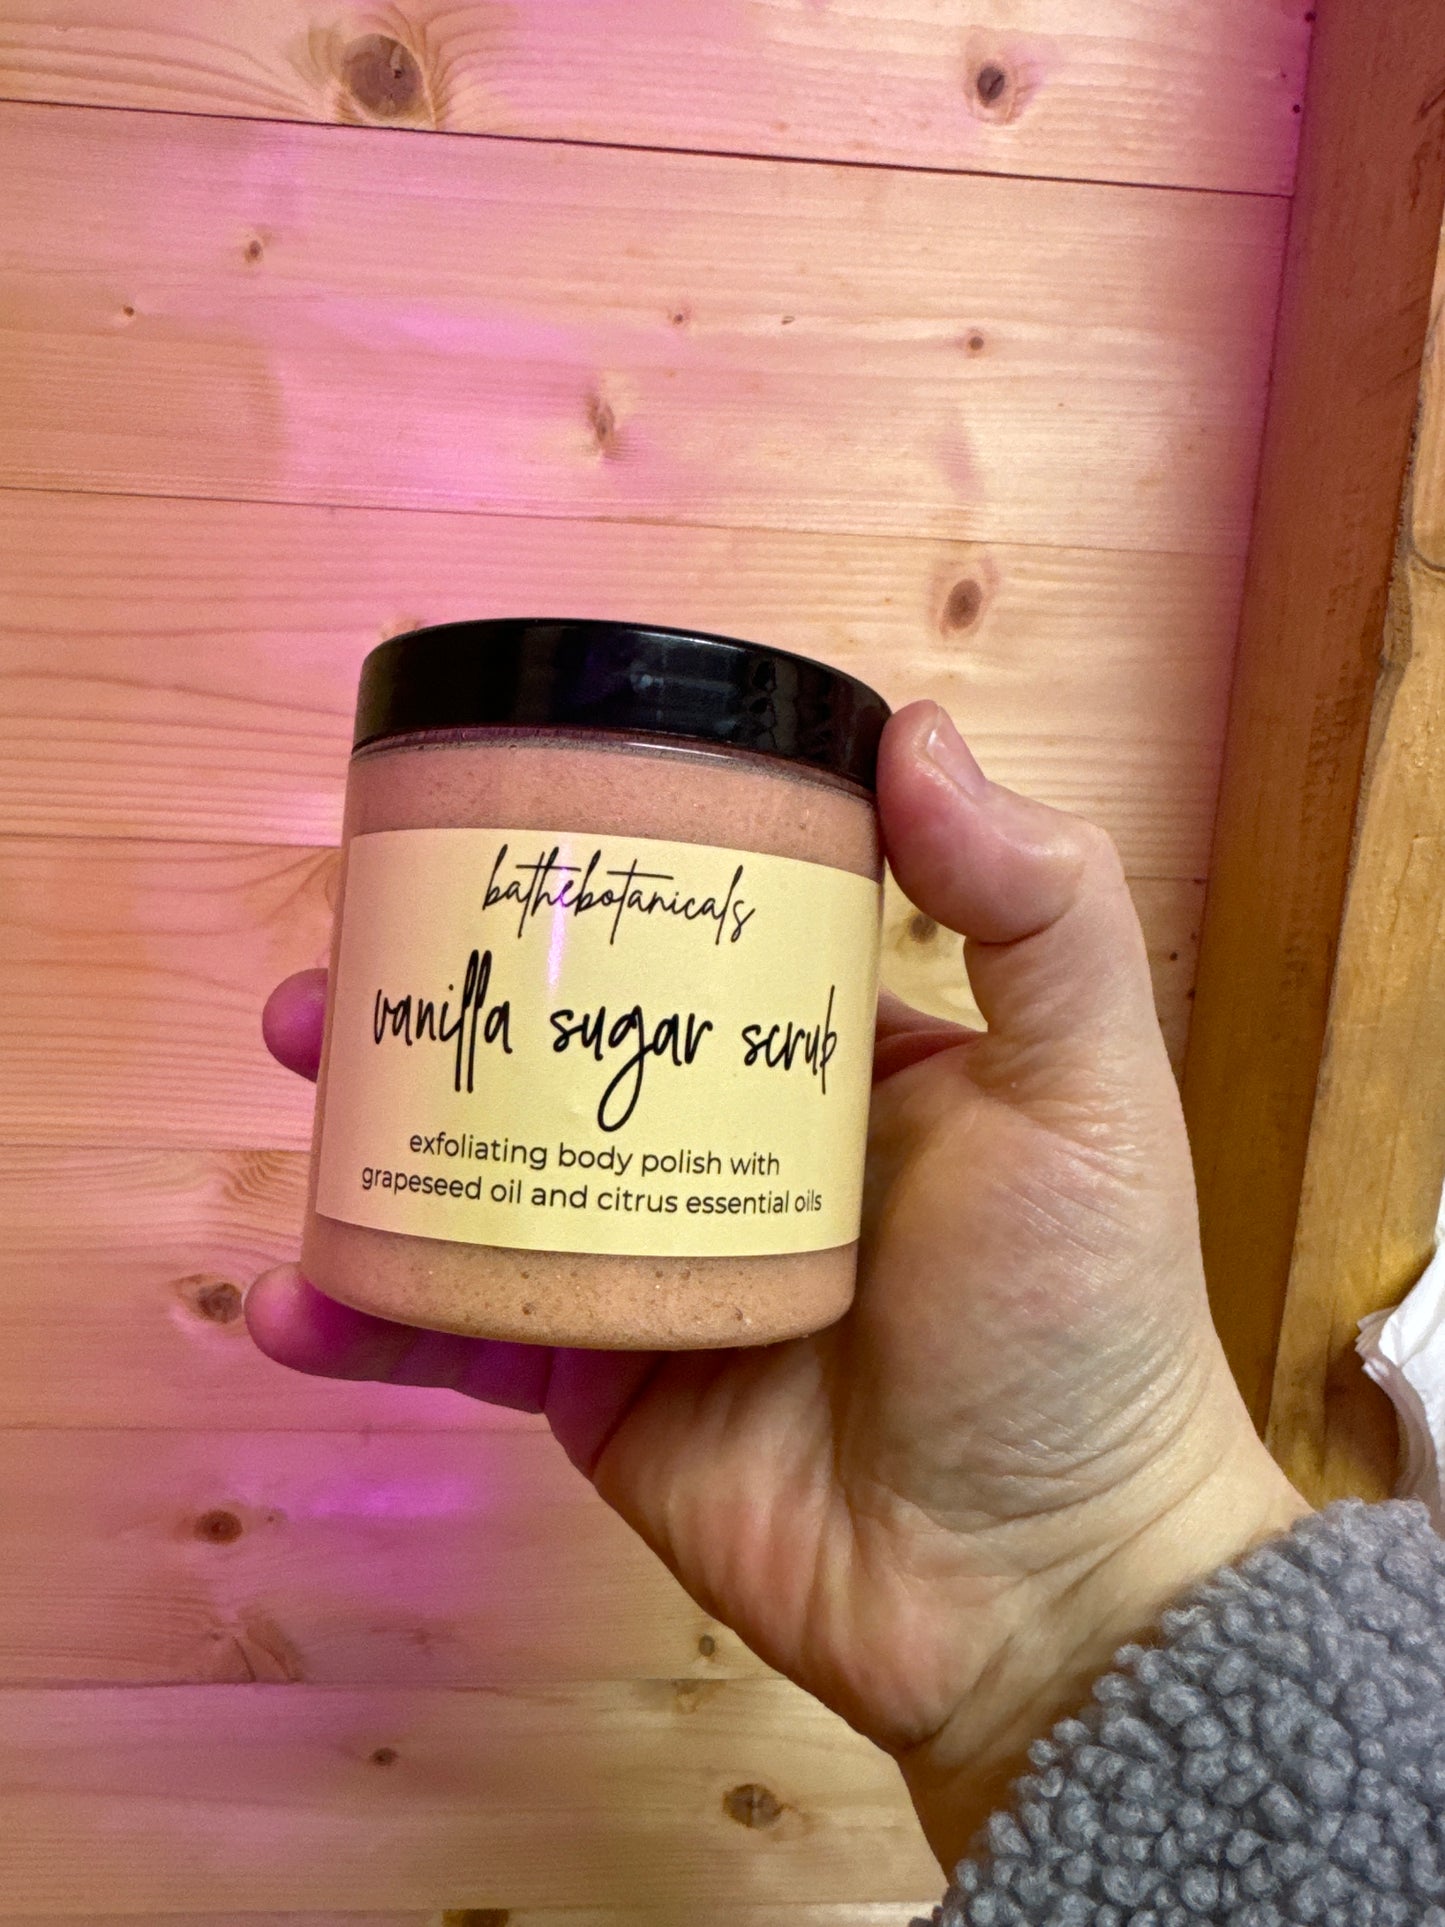 bathebotanicals
vanilla sugar scrub
exfoliating body polish with
grapeseed oil and citrus essential oils